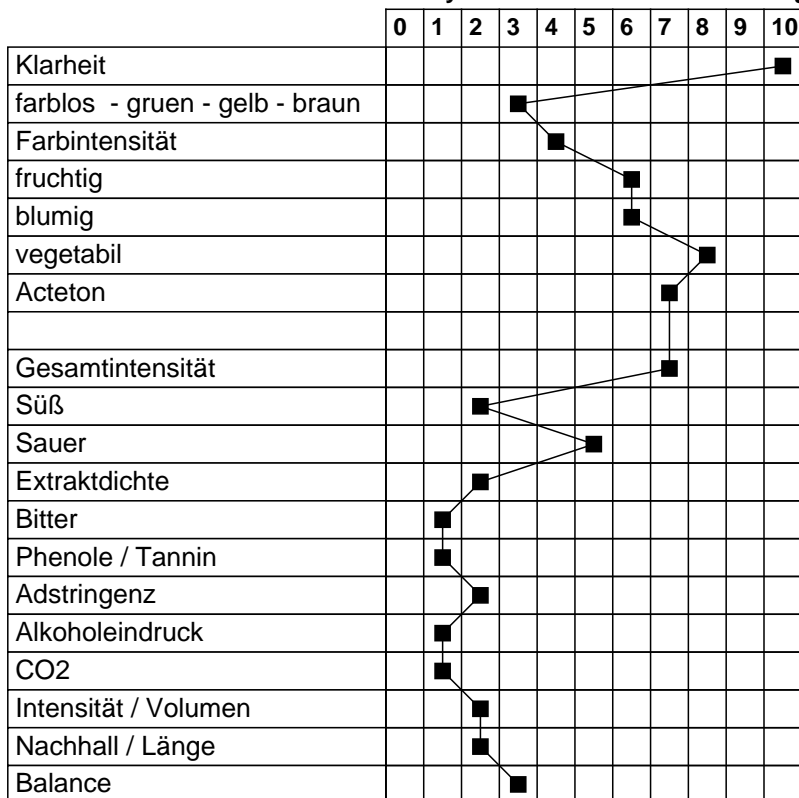 0 1 2 3 4 5 6 7 8 9 10
Klarheit
farblos - gruen - gelb - braun
Farbintensität
fruchtig
blumig
vegetabil
Acteton
Gesamtintensität
Süß
Sauer
Extraktdichte
Bitter
Phenole / Tannin
Adstringenz
Alkoholeindruck
CO2
Intensität / Volumen
Nachhall / Länge
Balance